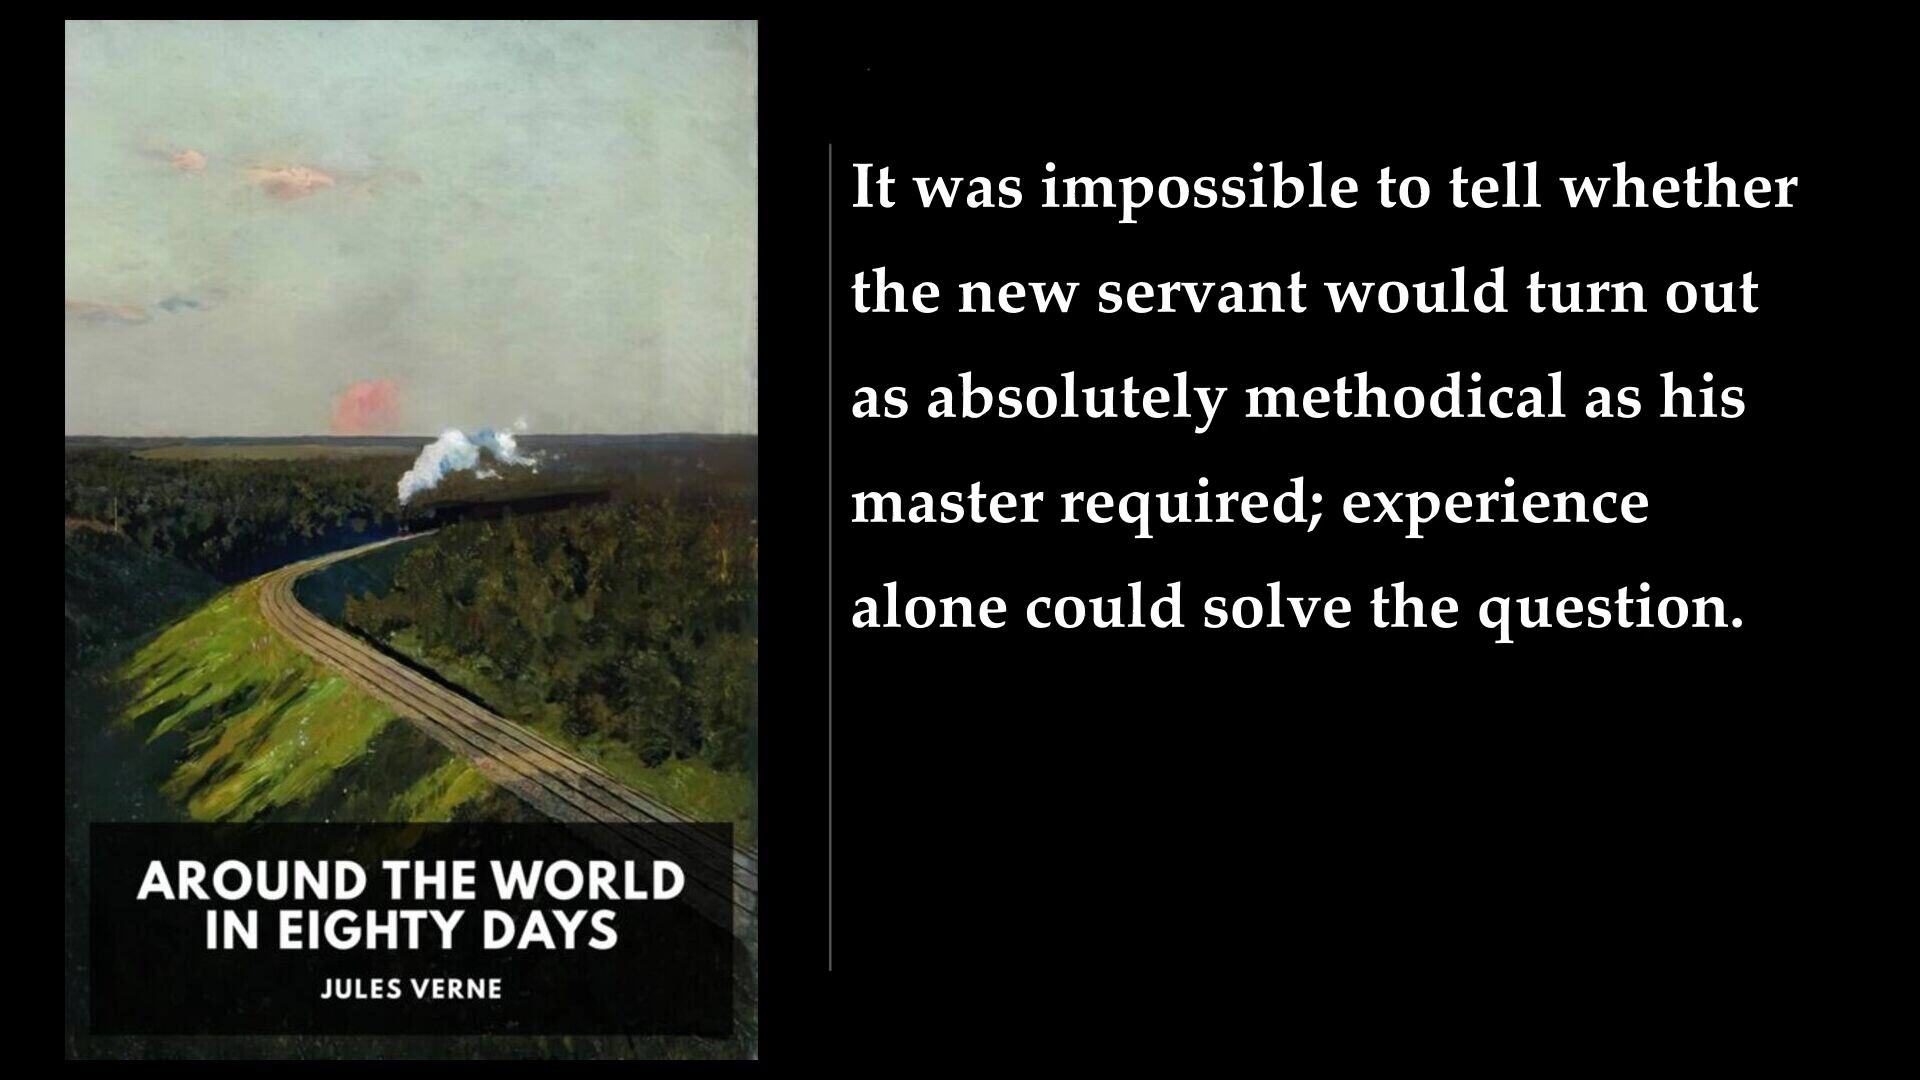 AROUND THE WORLD
IN EIGHTY DAYS
JULES VERNE
It was impossible to tell whether
the new servant would turn out
as absolutely methodical as his
master required; experience
alone could solve the question.